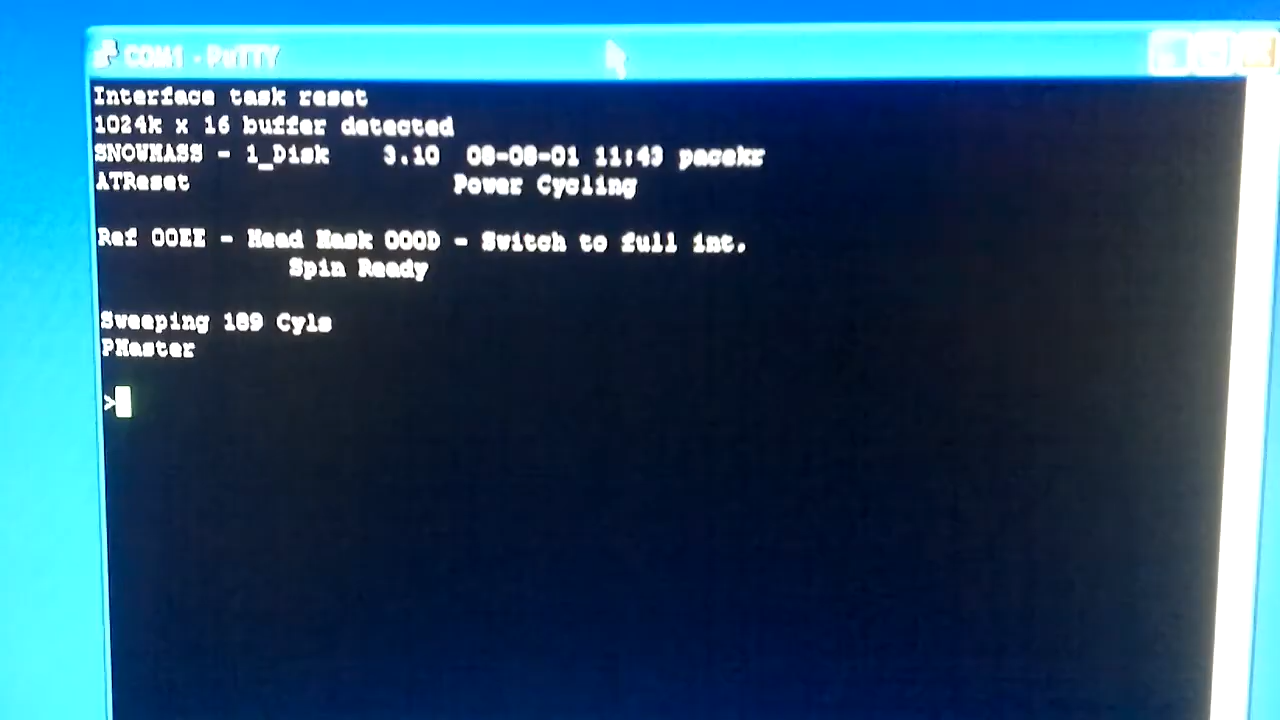 COM1 - PuTTY
Interface task reset
1024k x 16 buffer detected
SNOWMASS - 1_Disk 3.10 08-08-01 11:43 pacekr
ATReset Power Cycling
Ref 00EE - Head Mask 000D - Switch to full int.
Spin Ready
Sweeping 189 Cyls
PMaster
>